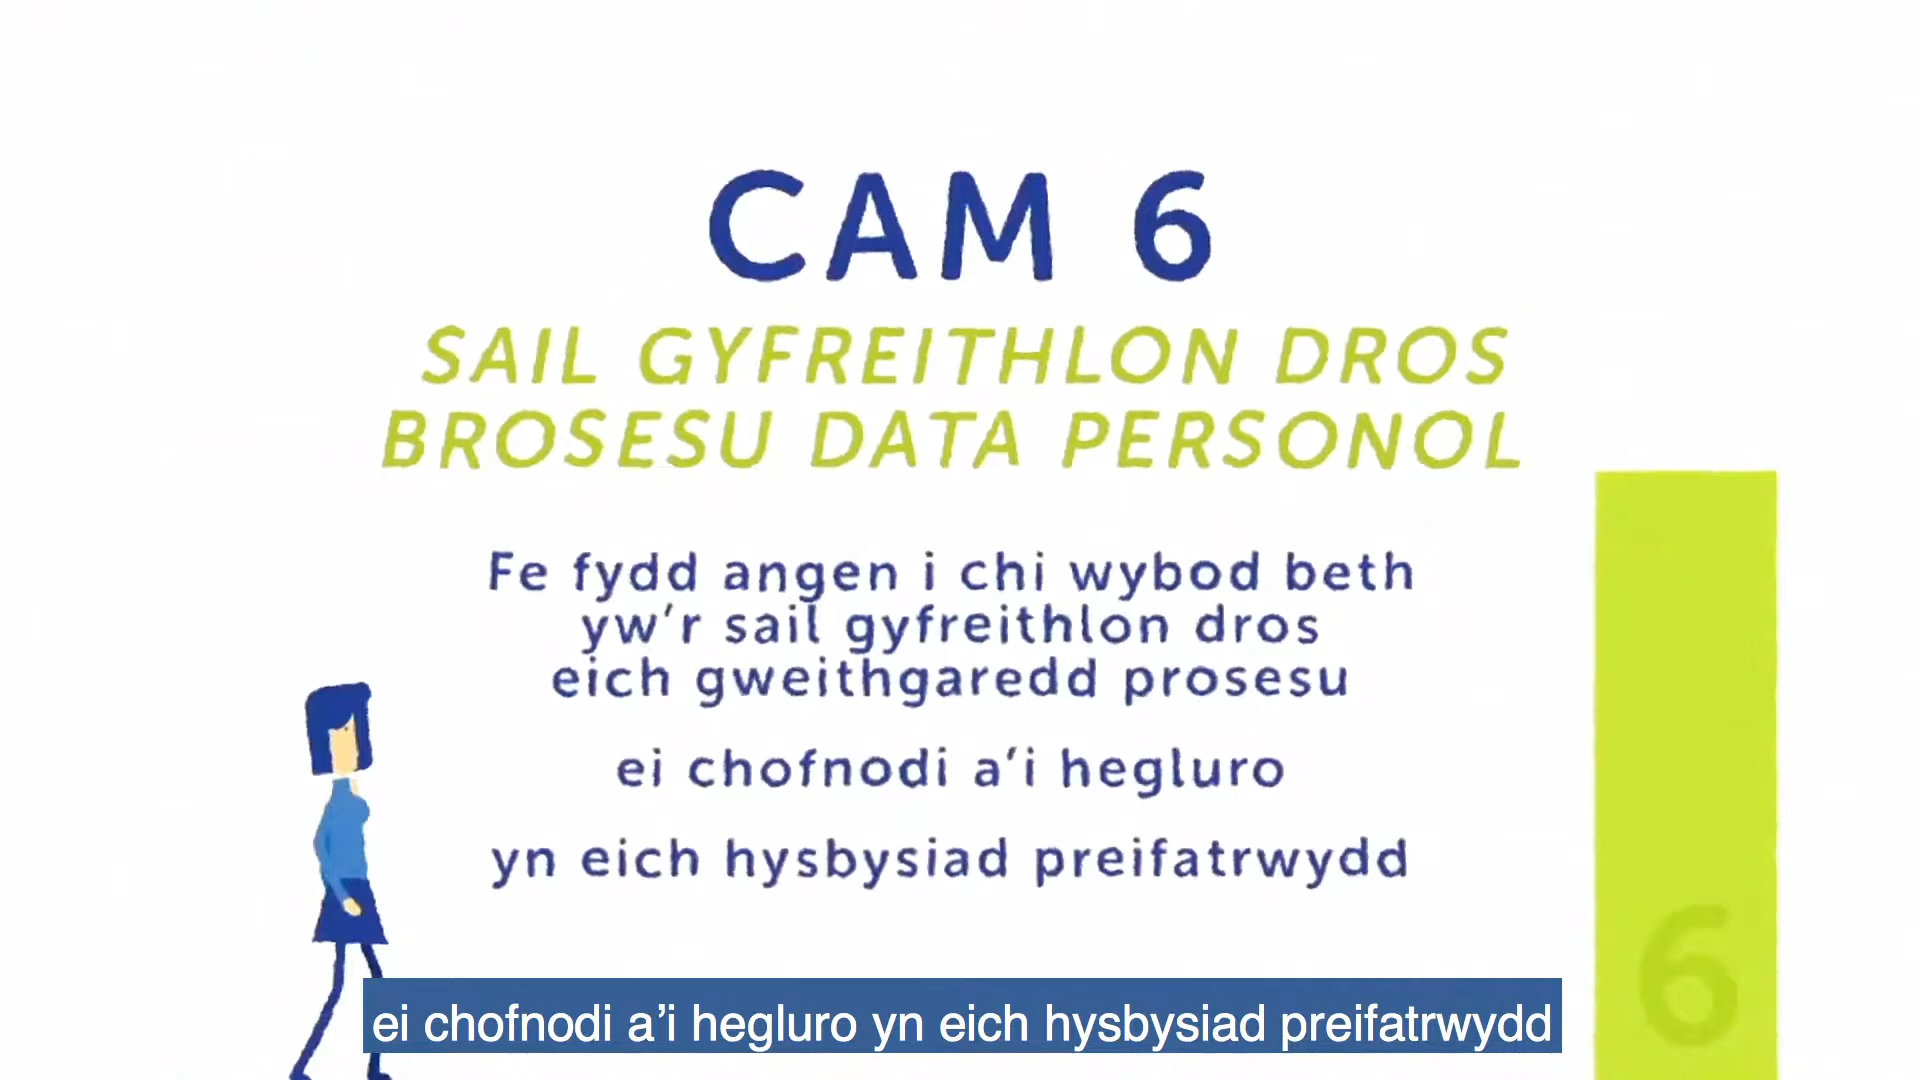 CAM 6
SAIL GYFREITHLON DROS
BROSESU DATA PERSONOL
Fe fydd angen i chi wybod beth
yw'r sail gyfreithlon dros
eich gweithgaredd prosesu
ei chofnodi a'i hegluro
yn eich hysbysiad preifatrwydd
6
ei chofnodi a'i hegluro yn eich hysbysiad preifatrwydd